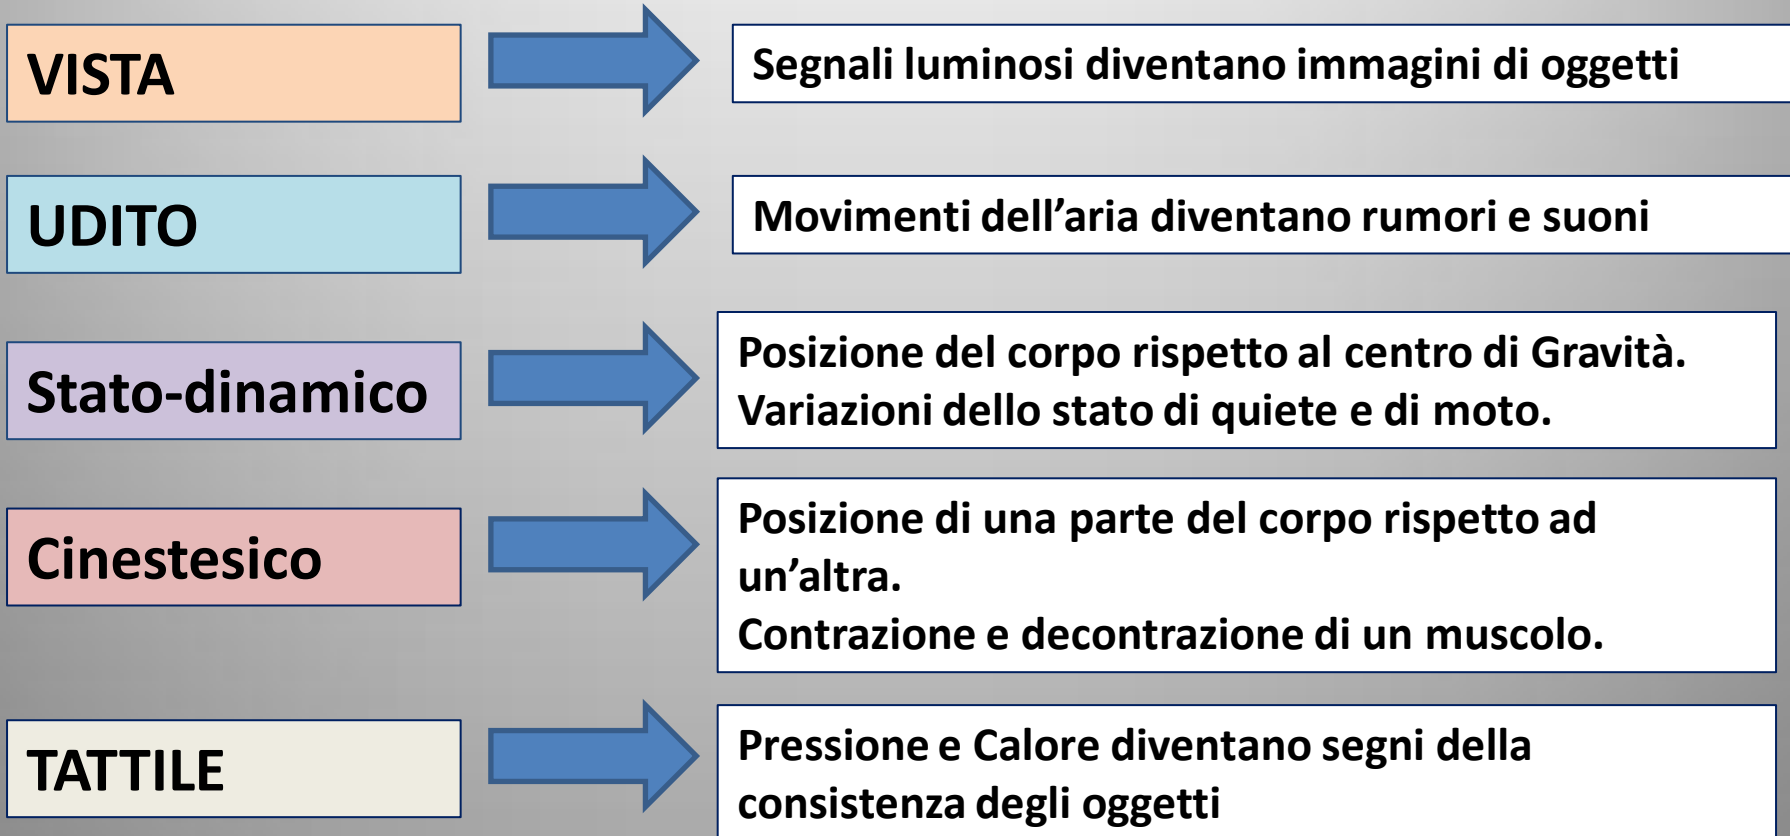 VISTA
Segnali luminosi diventano immagini di oggetti
UDITO
Movimenti dell’aria diventano rumori e suoni
Stato-dinamico
Posizione del corpo rispetto al centro di Gravità.
Variazioni dello stato di quiete e di moto.
Cinestesico
Posizione di una parte del corpo rispetto ad
un’altra.
Contrazione e decontrazione di un muscolo.
TATTILE
Pressione e Calore diventano segni della
consistenza degli oggetti